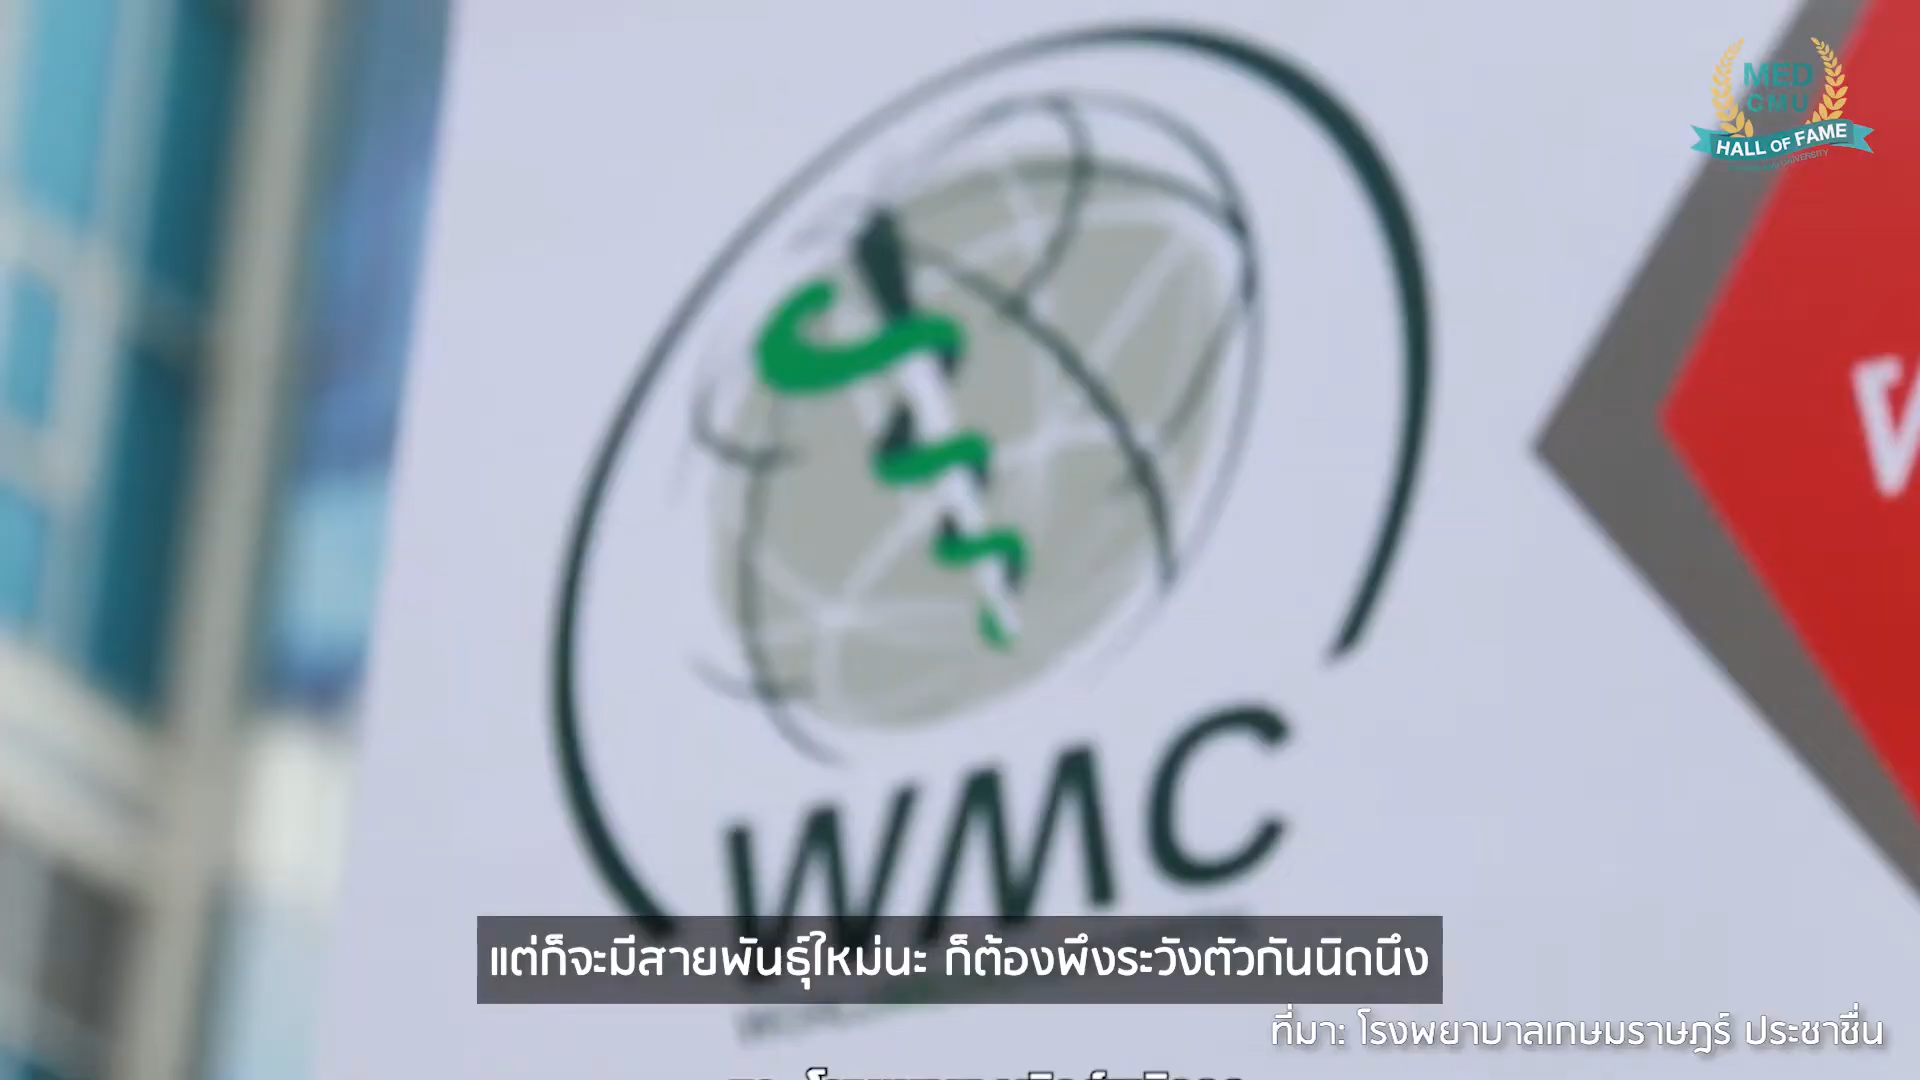 MED
CMU
HALL OF FAME
WMC
แต่ก็จะมีสายพันธุ์ใหม่นะ ก็ต้องพึงระวังตัวกันนิดนึง
ที่มา: โรงพยาบาลเกษมราษฎร์ ประชาชื่น